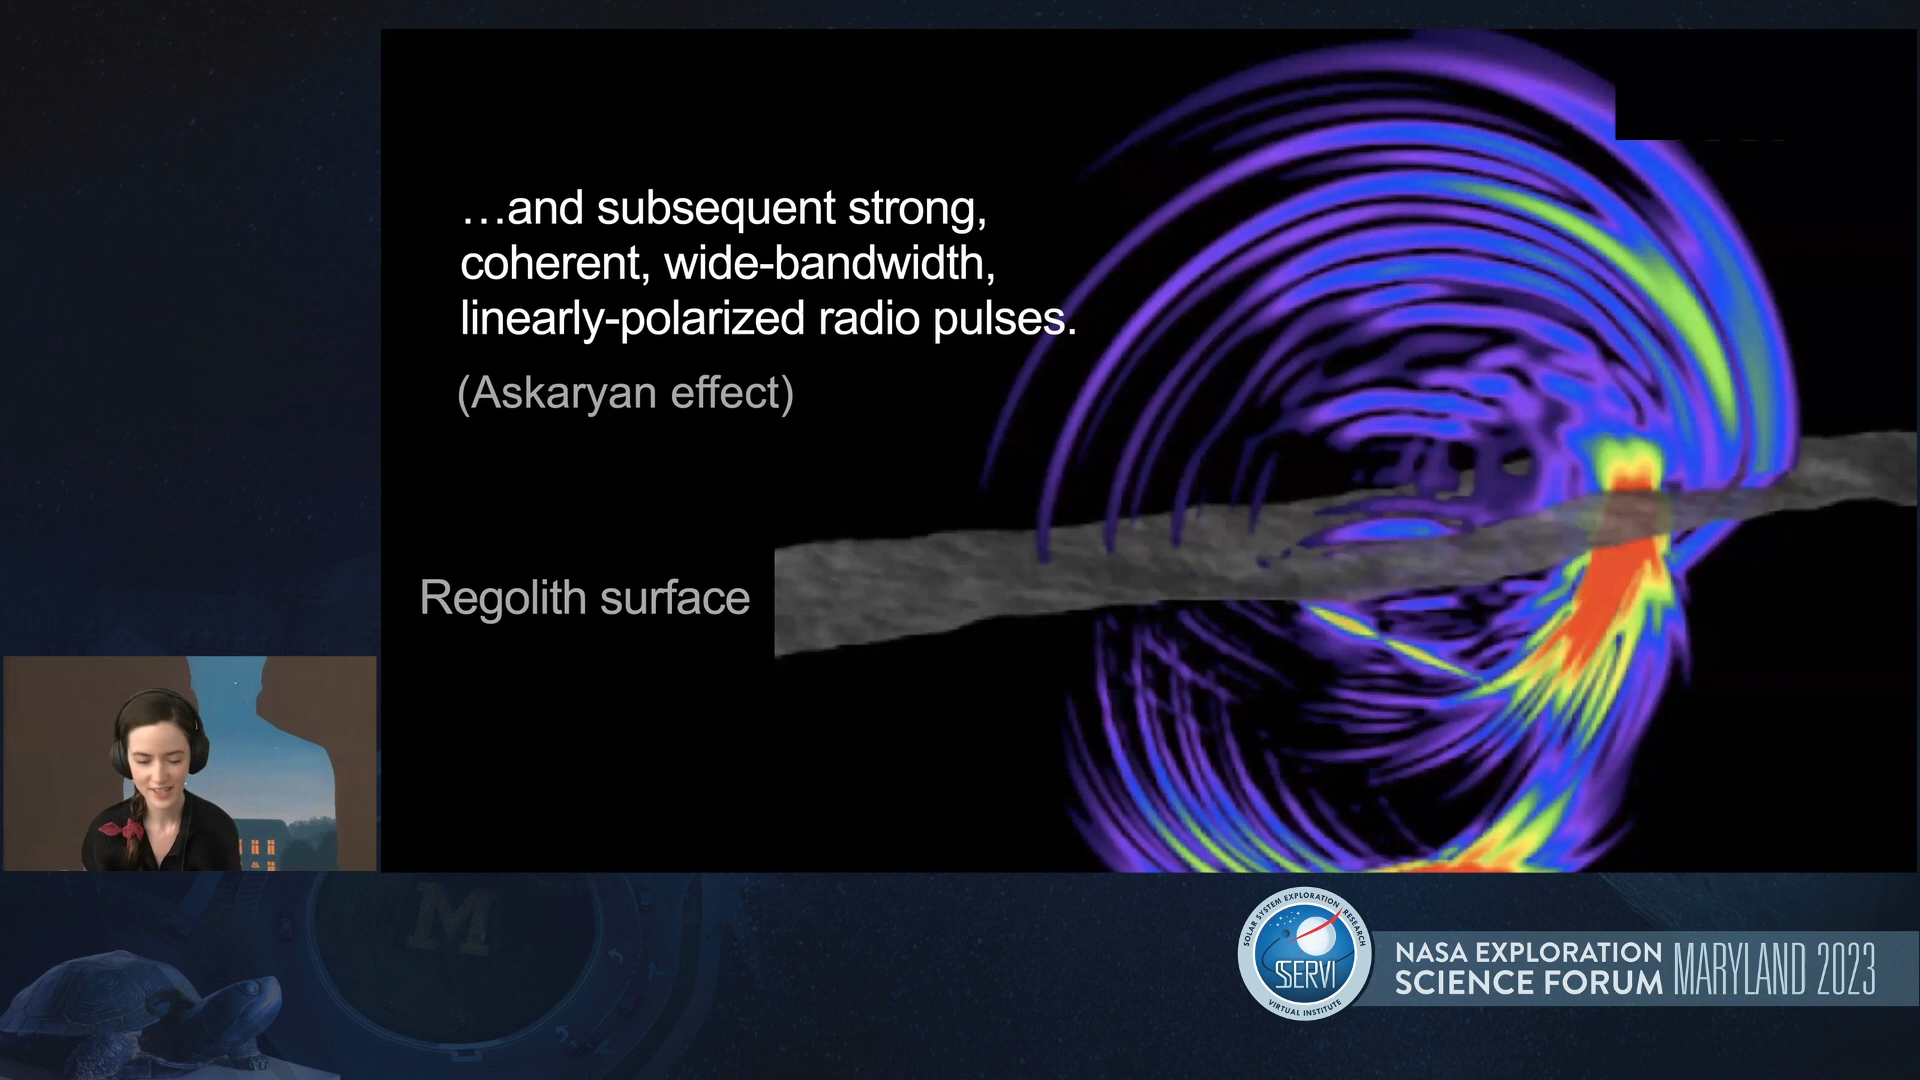 …and subsequent strong,
coherent, wide-bandwidth,
linearly-polarized radio pulses.
(Askaryan effect)
Regolith surface
M
SOLAR SYSTEM EXPLORATION RESEARCH
SSERVI
VIRTUAL INSTITUTE
NASA EXPLORATION
SCIENCE FORUM
MARYLAND 2023